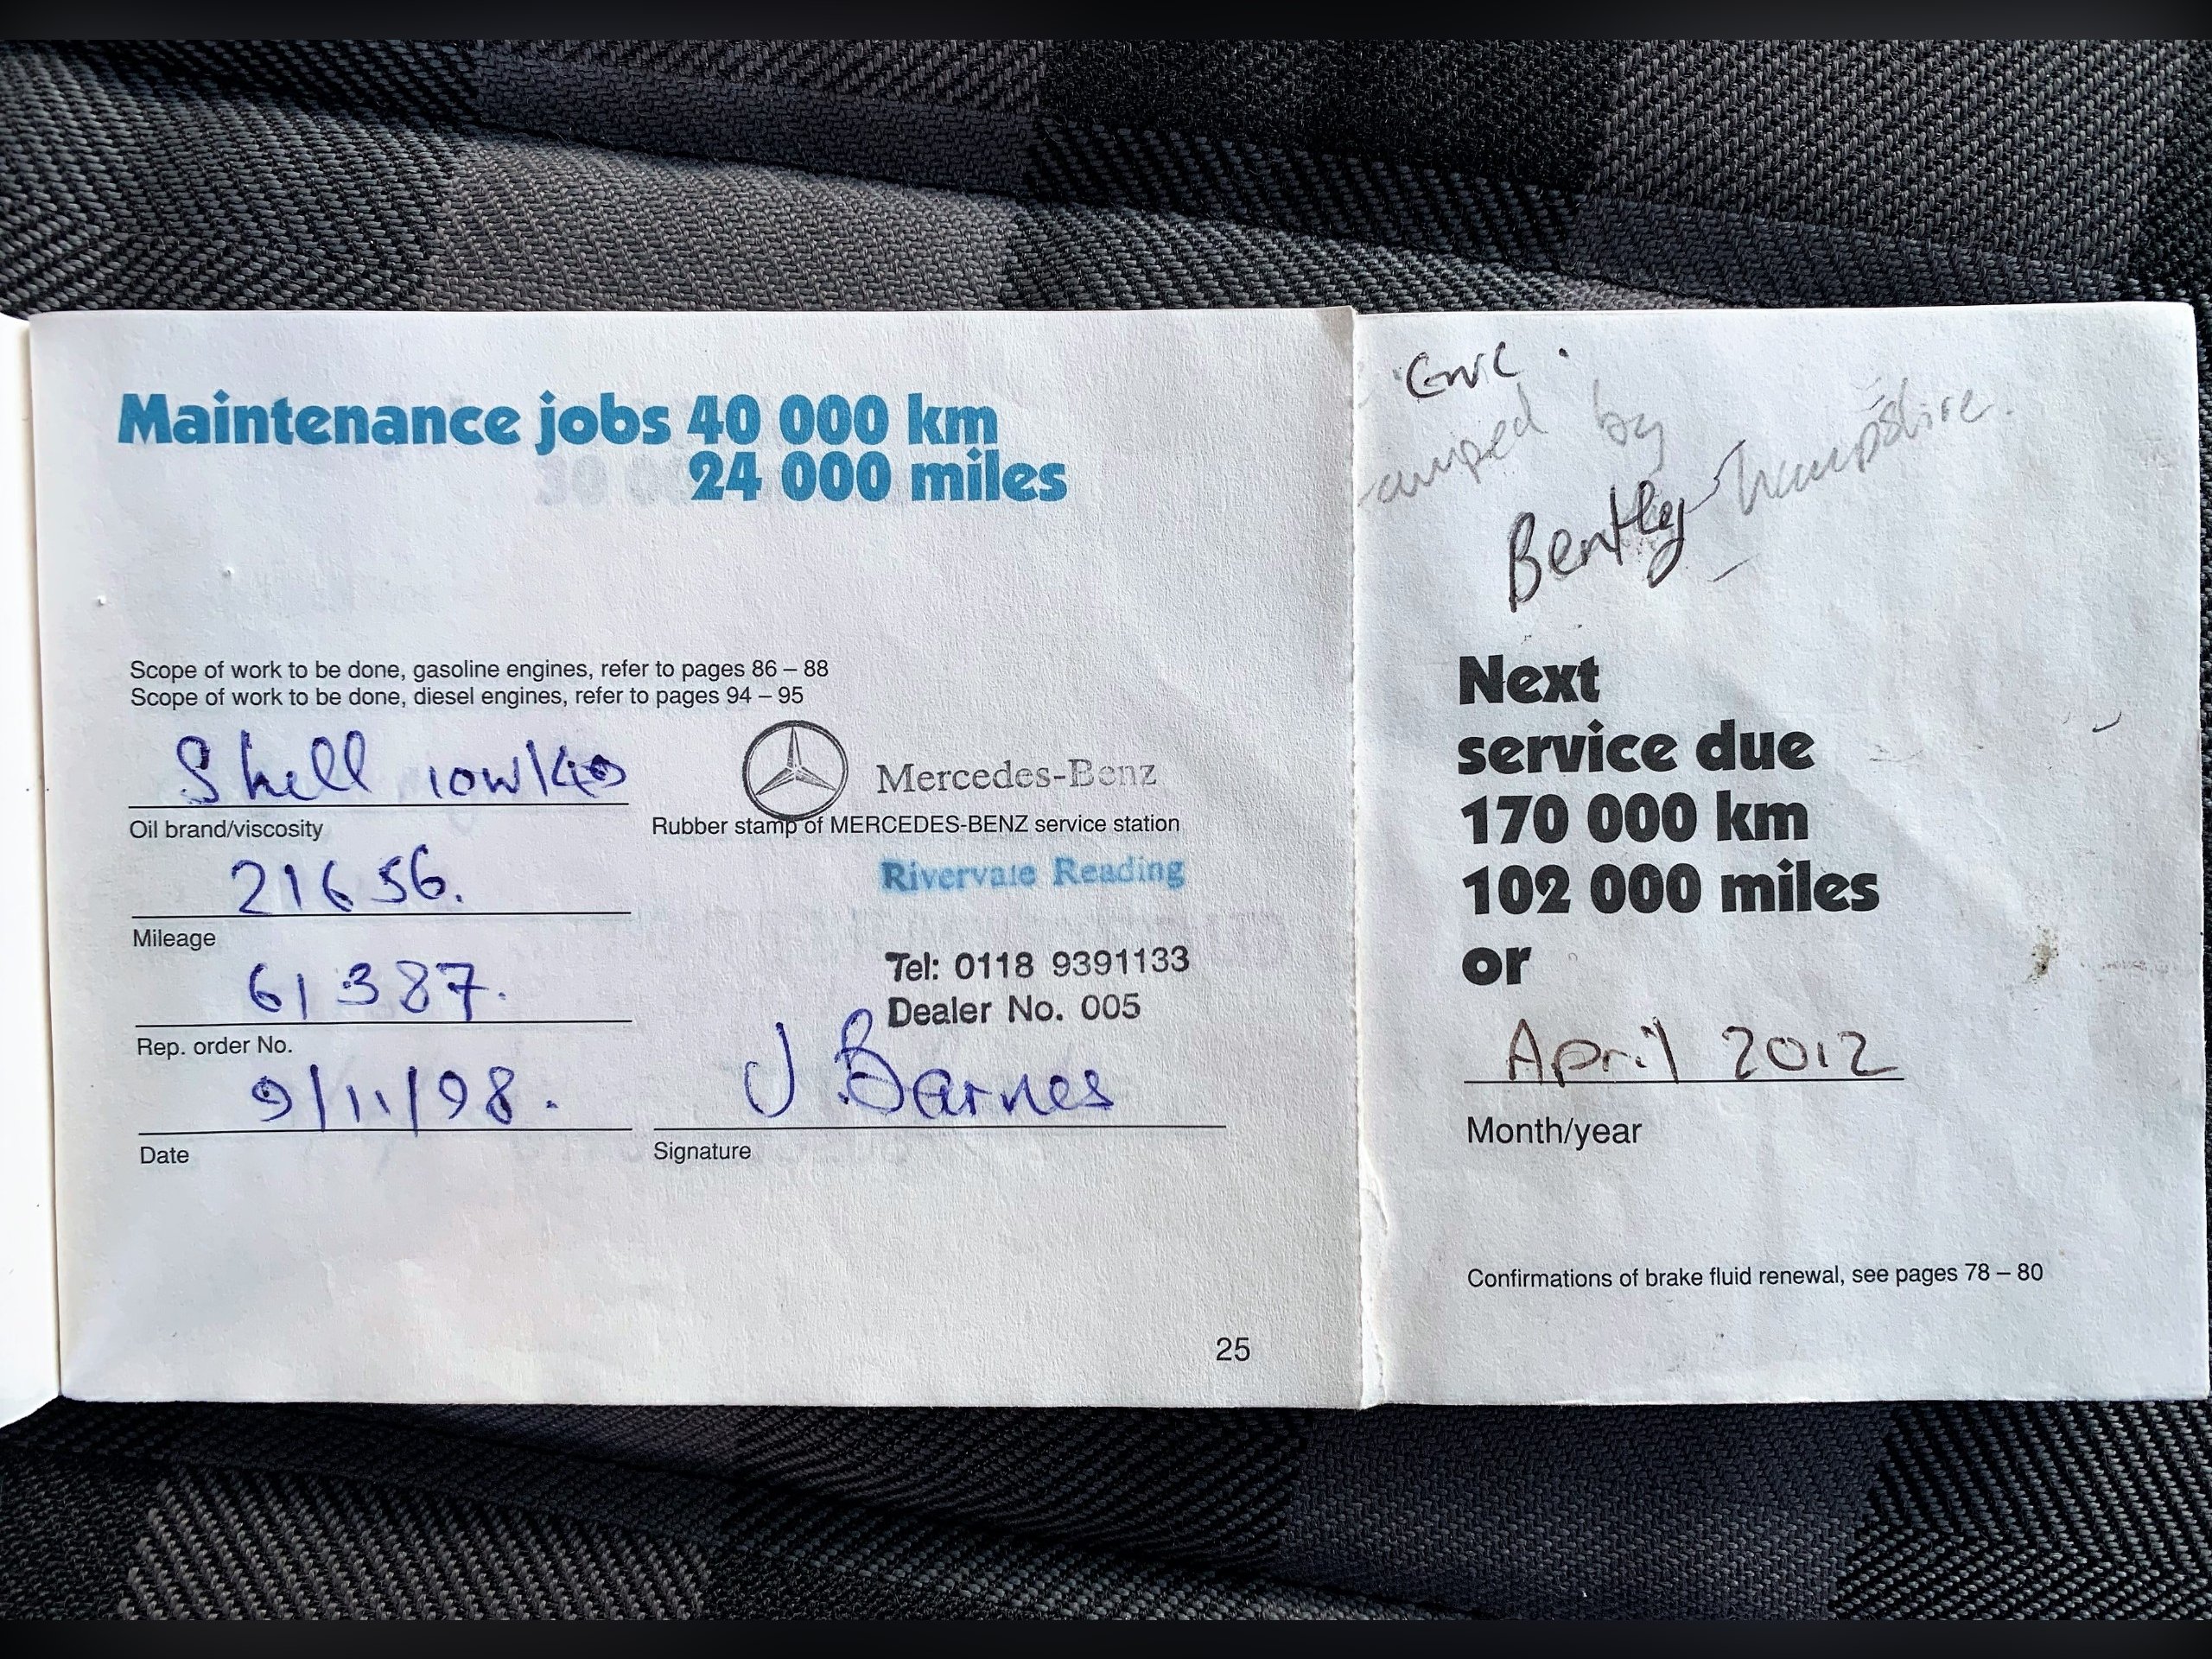 Maintenance jobs 40 000 km
24 000 miles
Scope of work to be done, gasoline engines, refer to pages 86 – 88
Scope of work to be done, diesel engines, refer to pages 94 – 95
Shell 10w/40
Oil brand/viscosity
21656.
Mileage
61387.
Rep. order No.
9/11/98.
Date
Mercedes-Benz
Rubber stamp of MERCEDES-BENZ service station
Rivervale Reading
Tel: 0118 9391133
Dealer No. 005
J Barnes
Signature
25
by
Bentley hampshire.
Next
service due
170 000 km
102 000 miles
or
April 2012
Month/year
Confirmations of brake fluid renewal, see pages 78 – 80